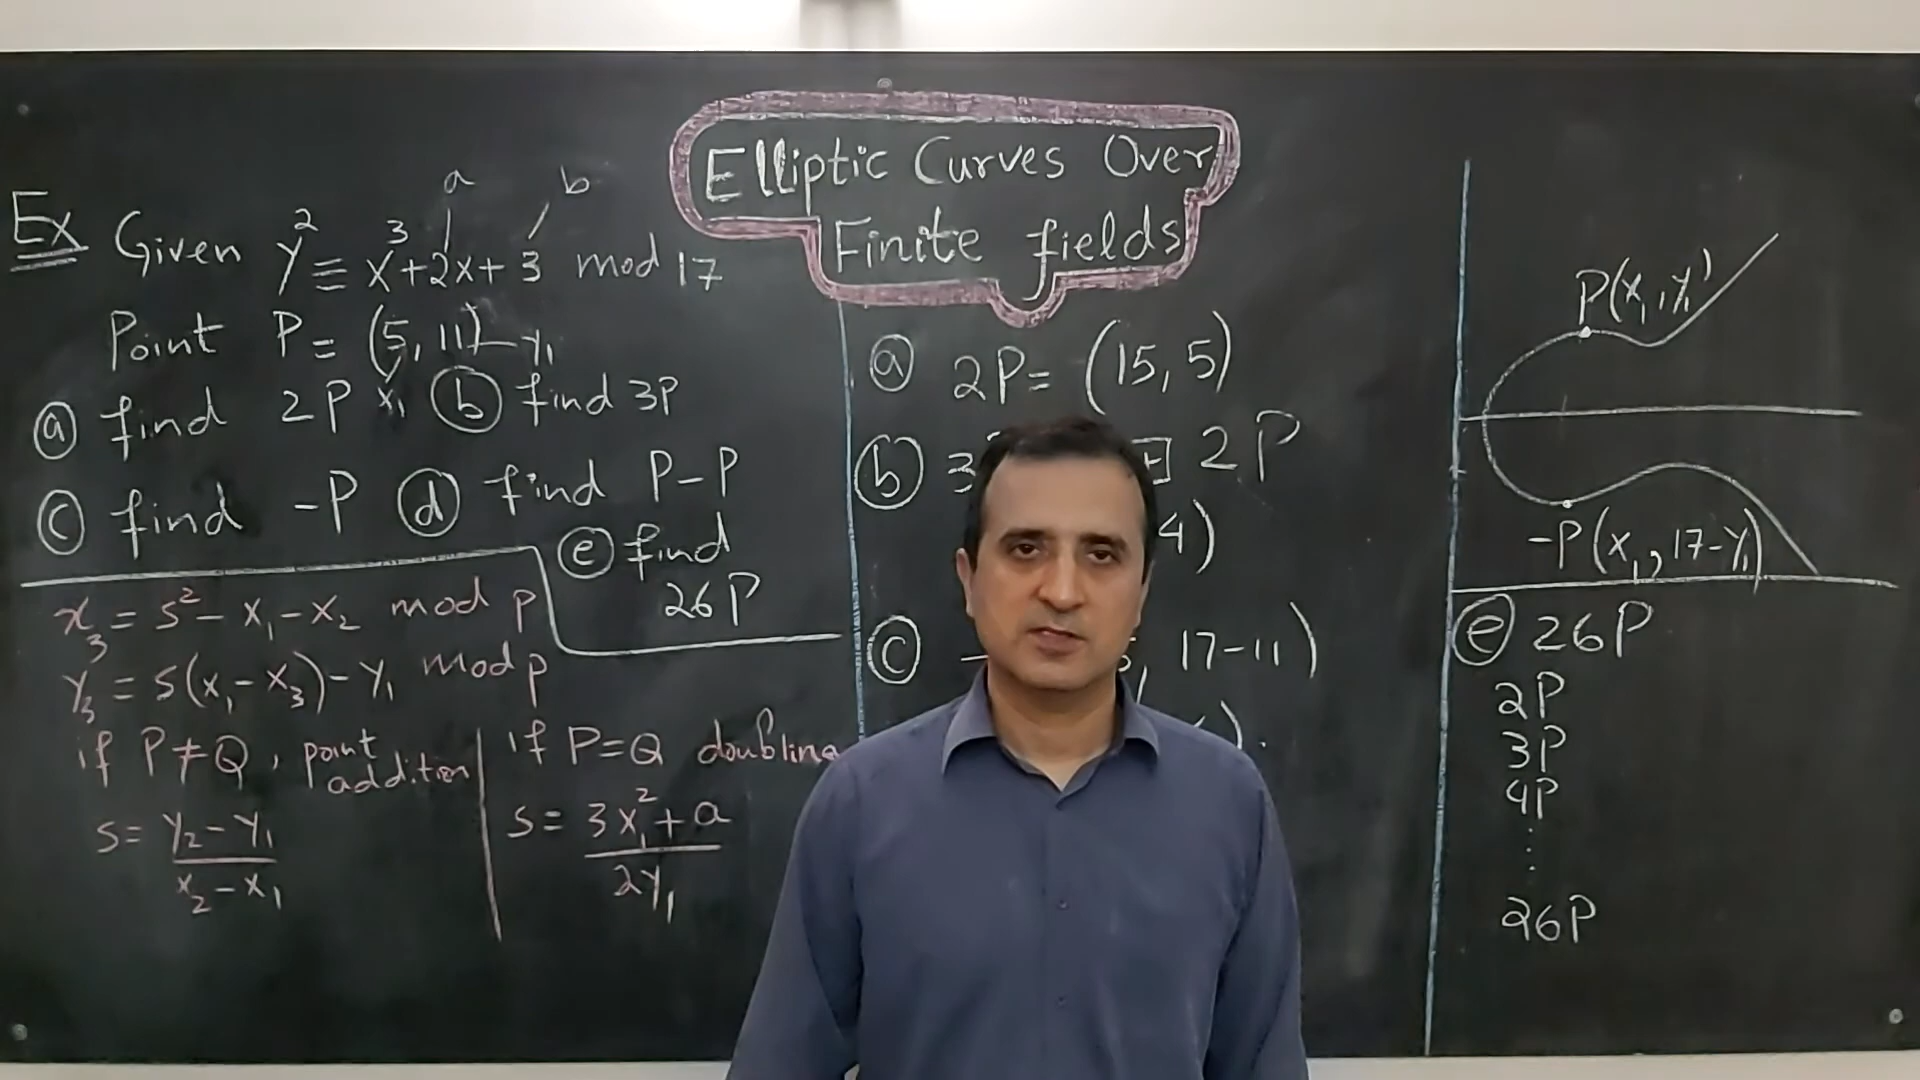 Elliptic Curves Over
Finite fields
a b
Ex Given y² ≡ x³+2x+3 mod 17
Point P = (5, 11) y₁
x₁
ⓐ find 2P ⓑ find 3P
ⓒ find -P ⓓ find P-P
ⓔ find
26P
x₃ = s² - x₁ - x₂ mod p
y₃ = s(x₁ - x₃) - y₁ mod p
if P≠Q, point
addition
s = y₂ - y₁
x₂ - x₁
if P=Q doubling
s = 3x₁² + a
2y₁
ⓐ 2P = (15, 5)
ⓑ 3 2P
4)
ⓒ - , 17-11)
).
P(x₁, y₁)
-P(x₁, 17-y₁)
ⓔ 26P
2P
3P
4P
⋮
26P